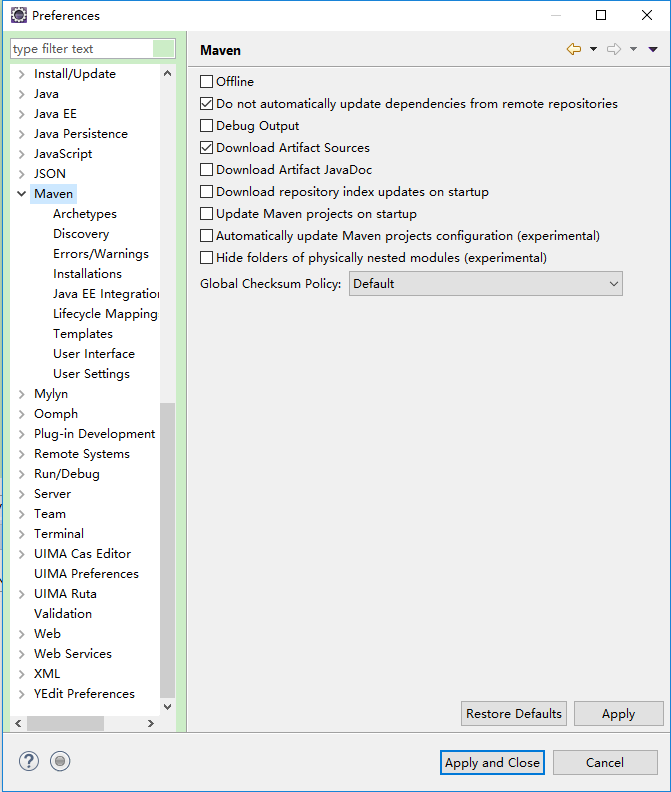 Preferences
type filter text
Install/Update
Java
Java EE
Java Persistence
JavaScript
JSON
Maven
Archetypes
Discovery
Errors/Warnings
Installations
Java EE Integration
Lifecycle Mapping
Templates
User Interface
User Settings
Mylyn
Oomph
Plug-in Development
Remote Systems
Run/Debug
Server
Team
Terminal
UIMA Cas Editor
UIMA Preferences
UIMA Ruta
Validation
Web
Web Services
XML
YEdit Preferences
Maven
Offline
Do not automatically update dependencies from remote repositories
Debug Output
Download Artifact Sources
Download Artifact JavaDoc
Download repository index updates on startup
Update Maven projects on startup
Automatically update Maven projects configuration (experimental)
Hide folders of physically nested modules (experimental)
Global Checksum Policy: Default
Restore Defaults Apply
? Apply and Close Cancel